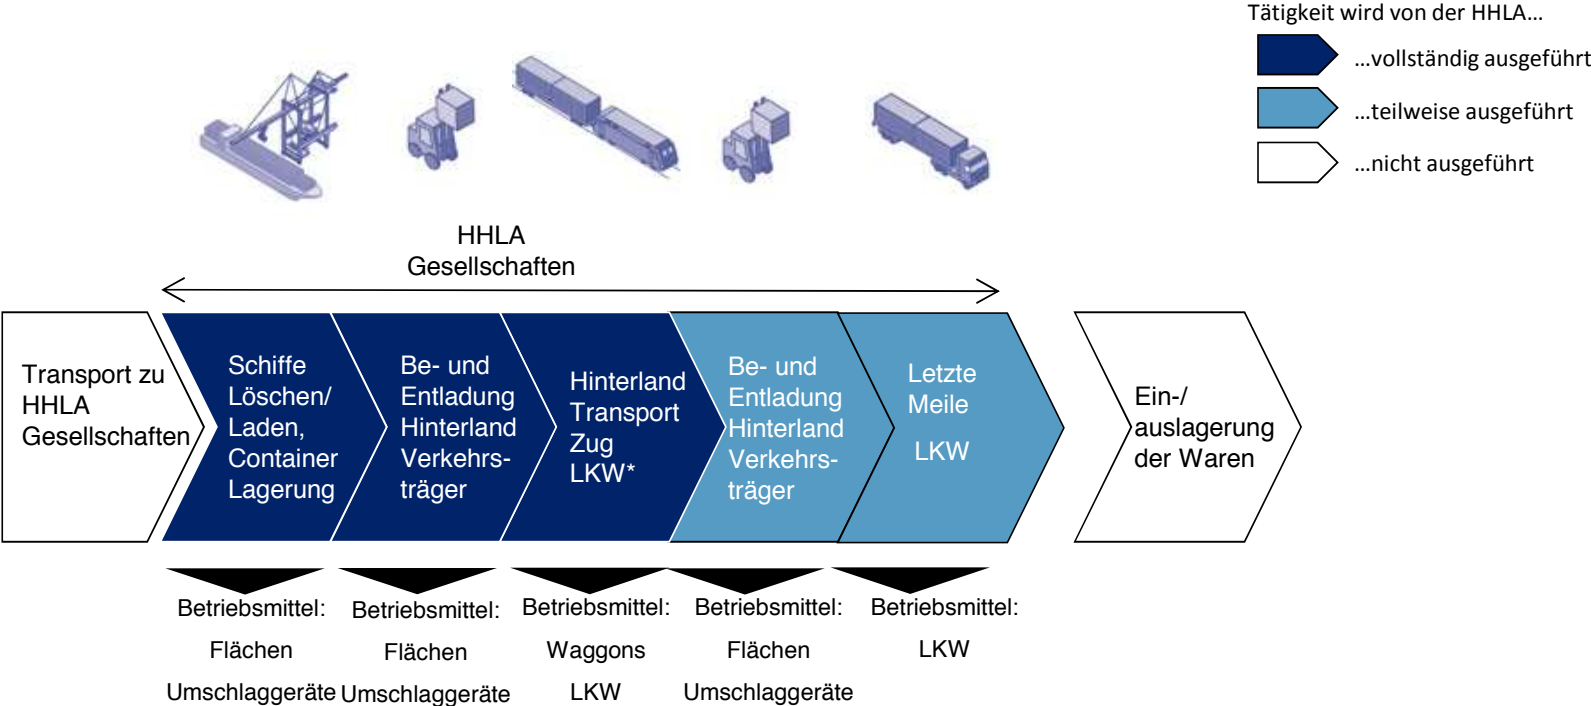 Tätigkeit wird von der HHLA...
...vollständig ausgeführt
...teilweise ausgeführt
...nicht ausgeführt
HHLA
Gesellschaften
Transport zu
HHLA
Gesellschaften
Schiffe
Löschen/
Laden,
Container
Lagerung
Be- und
Entladung
Hinterland
Verkehrs-
träger
Hinterland
Transport
Zug
LKW*
Be- und
Entladung
Hinterland
Verkehrs-
träger
Letzte
Meile
LKW
Ein-/
auslagerung
der Waren
Betriebsmittel:
Flächen
Umschlaggeräte
Betriebsmittel:
Flächen
Umschlaggeräte
Betriebsmittel:
Waggons
LKW
Betriebsmittel:
Flächen
Umschlaggeräte
Betriebsmittel:
LKW